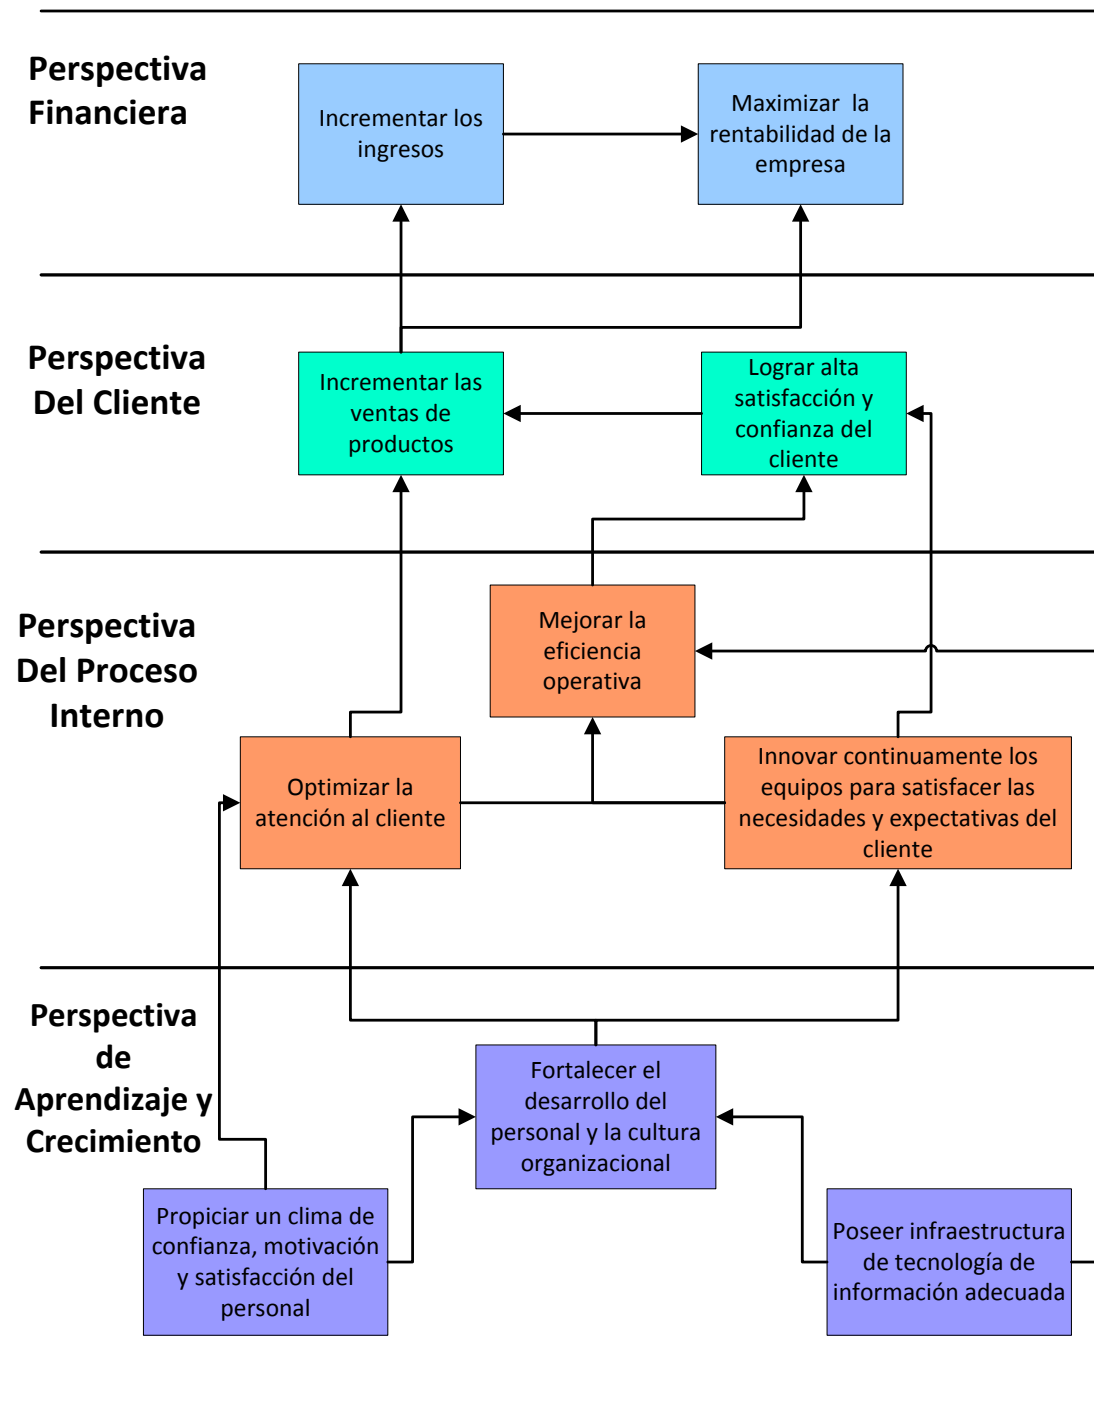 Perspectiva
Financiera
Incrementar los
ingresos
Maximizar la
rentabilidad de la
empresa
Perspectiva
Del Cliente
Incrementar las
ventas de
productos
Lograr alta
satisfacción y
confianza del
cliente
Perspectiva
Del Proceso
Interno
Mejorar la
eficiencia
operativa
Optimizar la
atención al cliente
Innovar continuamente los
equipos para satisfacer las
necesidades y expectativas del
cliente
Perspectiva
de
Aprendizaje y
Crecimiento
Fortalecer el
desarrollo del
personal y la cultura
organizacional
Propiciar un clima de
confianza, motivación
y satisfacción del
personal
Poseer infraestructura
de tecnología de
información adecuada